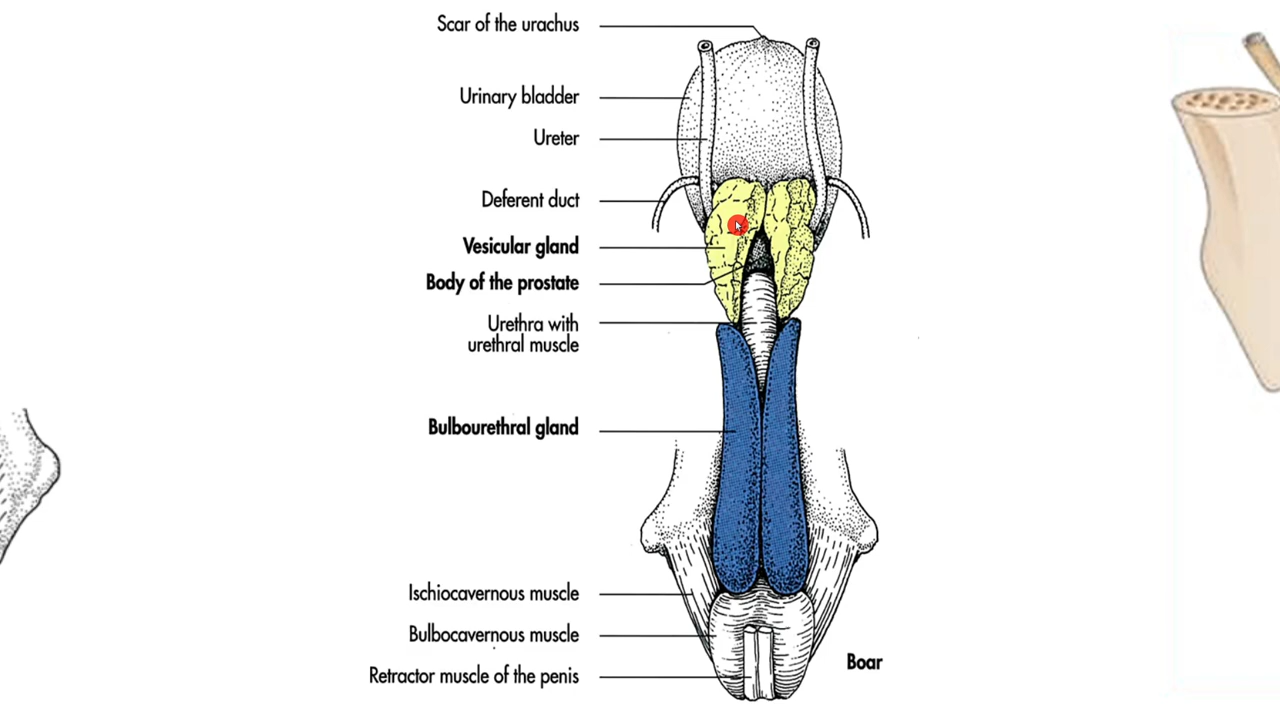 Scar of the urachus
Urinary bladder
Ureter
Deferent duct
Vesicular gland
Body of the prostate
Urethra with
urethral muscle
Bulbourethral gland
Ischiocavernous muscle
Bulbocavernous muscle
Boar
Retractor muscle of the penis